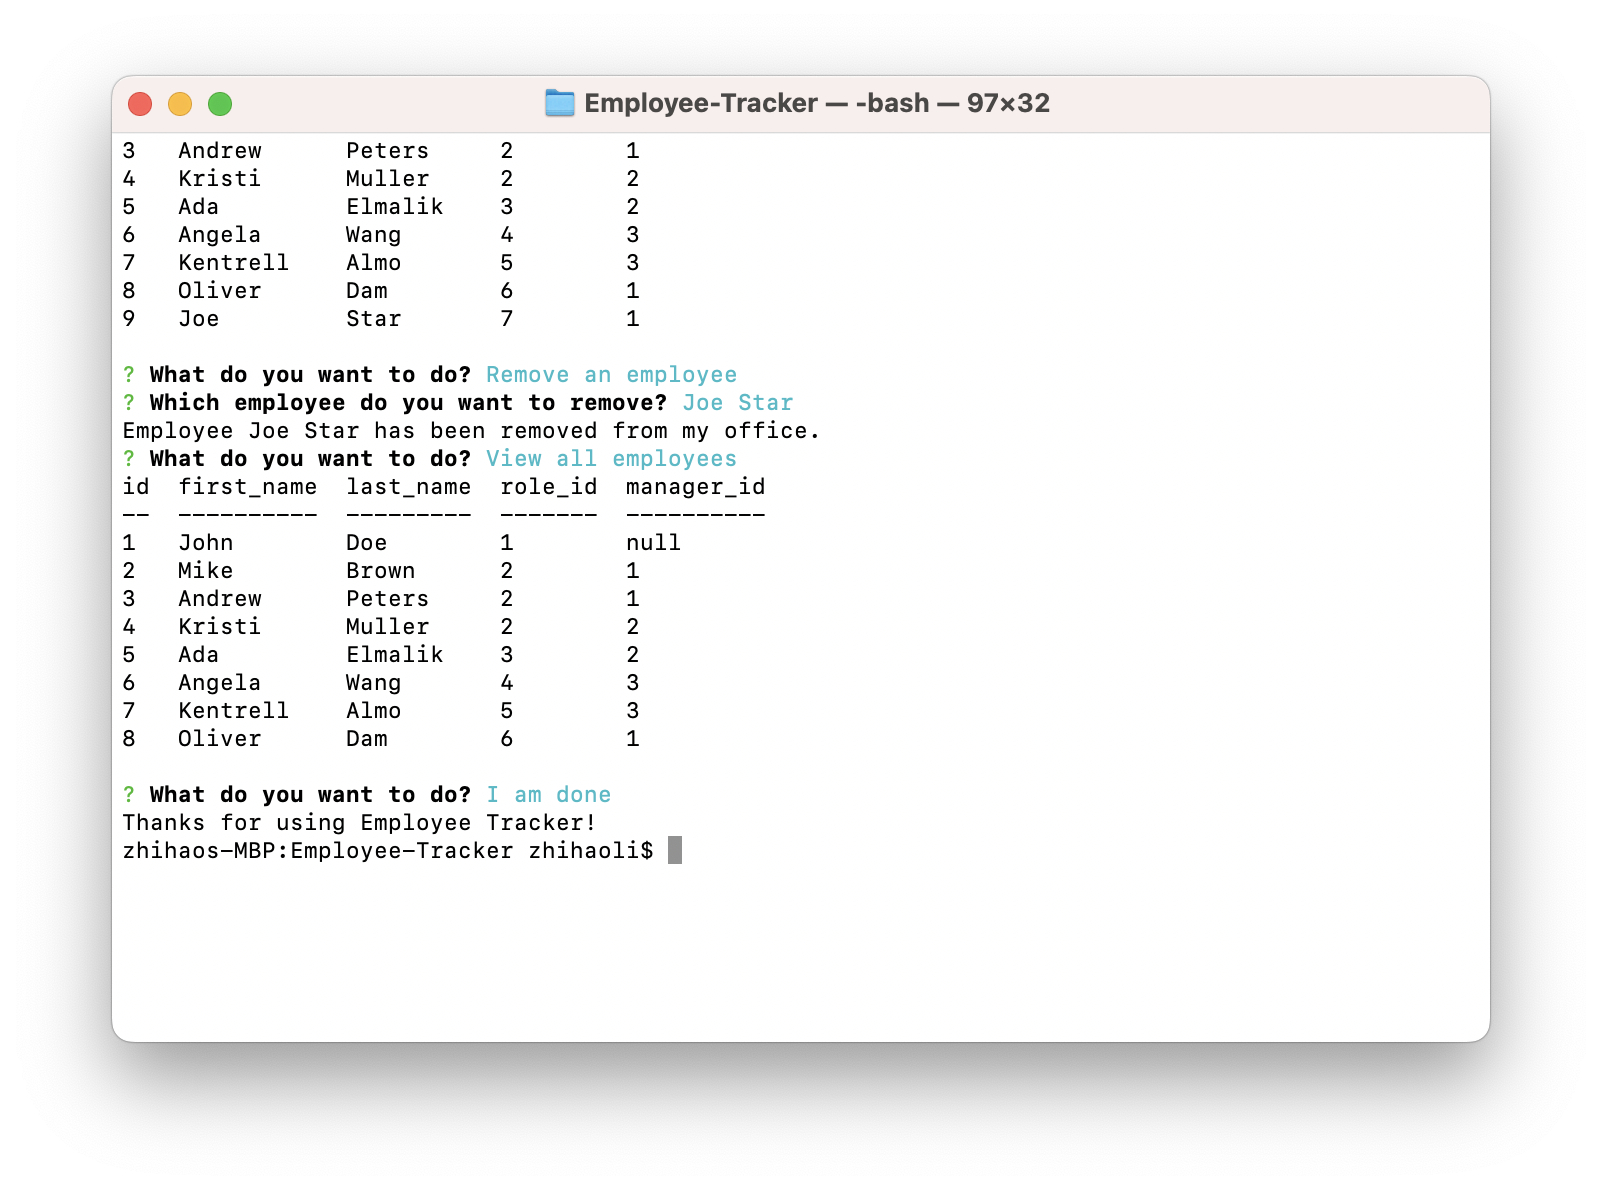 Employee-Tracker — -bash — 97×32
3   Andrew      Peters     2        1
4   Kristi      Muller     2        2
5   Ada         Elmalik    3        2
6   Angela      Wang       4        3
7   Kentrell    Almo       5        3
8   Oliver      Dam        6        1
9   Joe         Star       7        1
? What do you want to do? Remove an employee
? Which employee do you want to remove? Joe Star
Employee Joe Star has been removed from my office.
? What do you want to do? View all employees
id  first_name  last_name  role_id  manager_id
--  ----------  ---------  -------  ----------
1   John        Doe        1        null
2   Mike        Brown      2        1
3   Andrew      Peters     2        1
4   Kristi      Muller     2        2
5   Ada         Elmalik    3        2
6   Angela      Wang       4        3
7   Kentrell    Almo       5        3
8   Oliver      Dam        6        1
? What do you want to do? I am done
Thanks for using Employee Tracker!
zhihaos-MBP:Employee-Tracker zhihaoli$